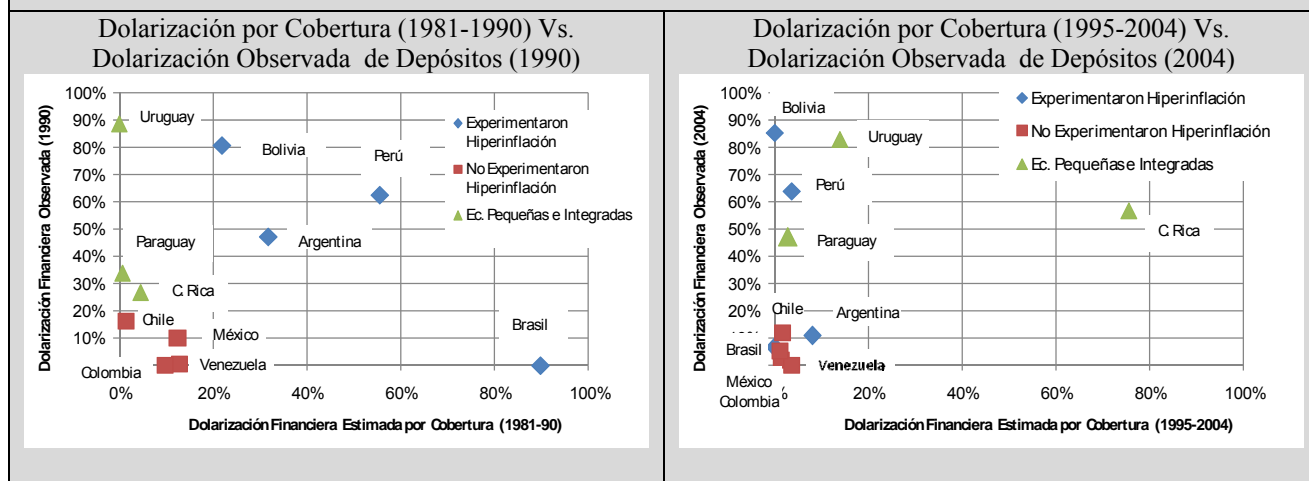 Dolarización por Cobertura (1981-1990) Vs.
Dolarización Observada de Depósitos (1990)
Dolarización Financiera Observada (1990)
100%
90%
80%
70%
60%
50%
40%
30%
20%
10%
0%
Uruguay
Bolivia
Perú
Argentina
Paraguay
C. Rica
Chile
México
Brasil
Colombia
Venezuela
Experimentaron
Hiperinflación
No Experimentaron
Hiperinflación
Ec. Pequeñas e Integradas
0% 20% 40% 60% 80% 100%
Dolarización Financiera Estimada por Cobertura (1981-90)
Dolarización por Cobertura (1995-2004) Vs.
Dolarización Observada de Depósitos (2004)
Dolarización Financiera Observada (2004)
100%
90%
80%
70%
60%
50%
40%
30%
20%
0%
Bolivia
Uruguay
Perú
Paraguay
C. Rica
Chile
Argentina
Brasil
Venezuela
México
Colombia
Experimentaron Hiperinflación
No Experimentaron Hiperinflación
Ec. Pequeñas e Integradas
20% 40% 60% 80% 100%
Dolarización Financiera Estimada por Cobertura (1995-2004)